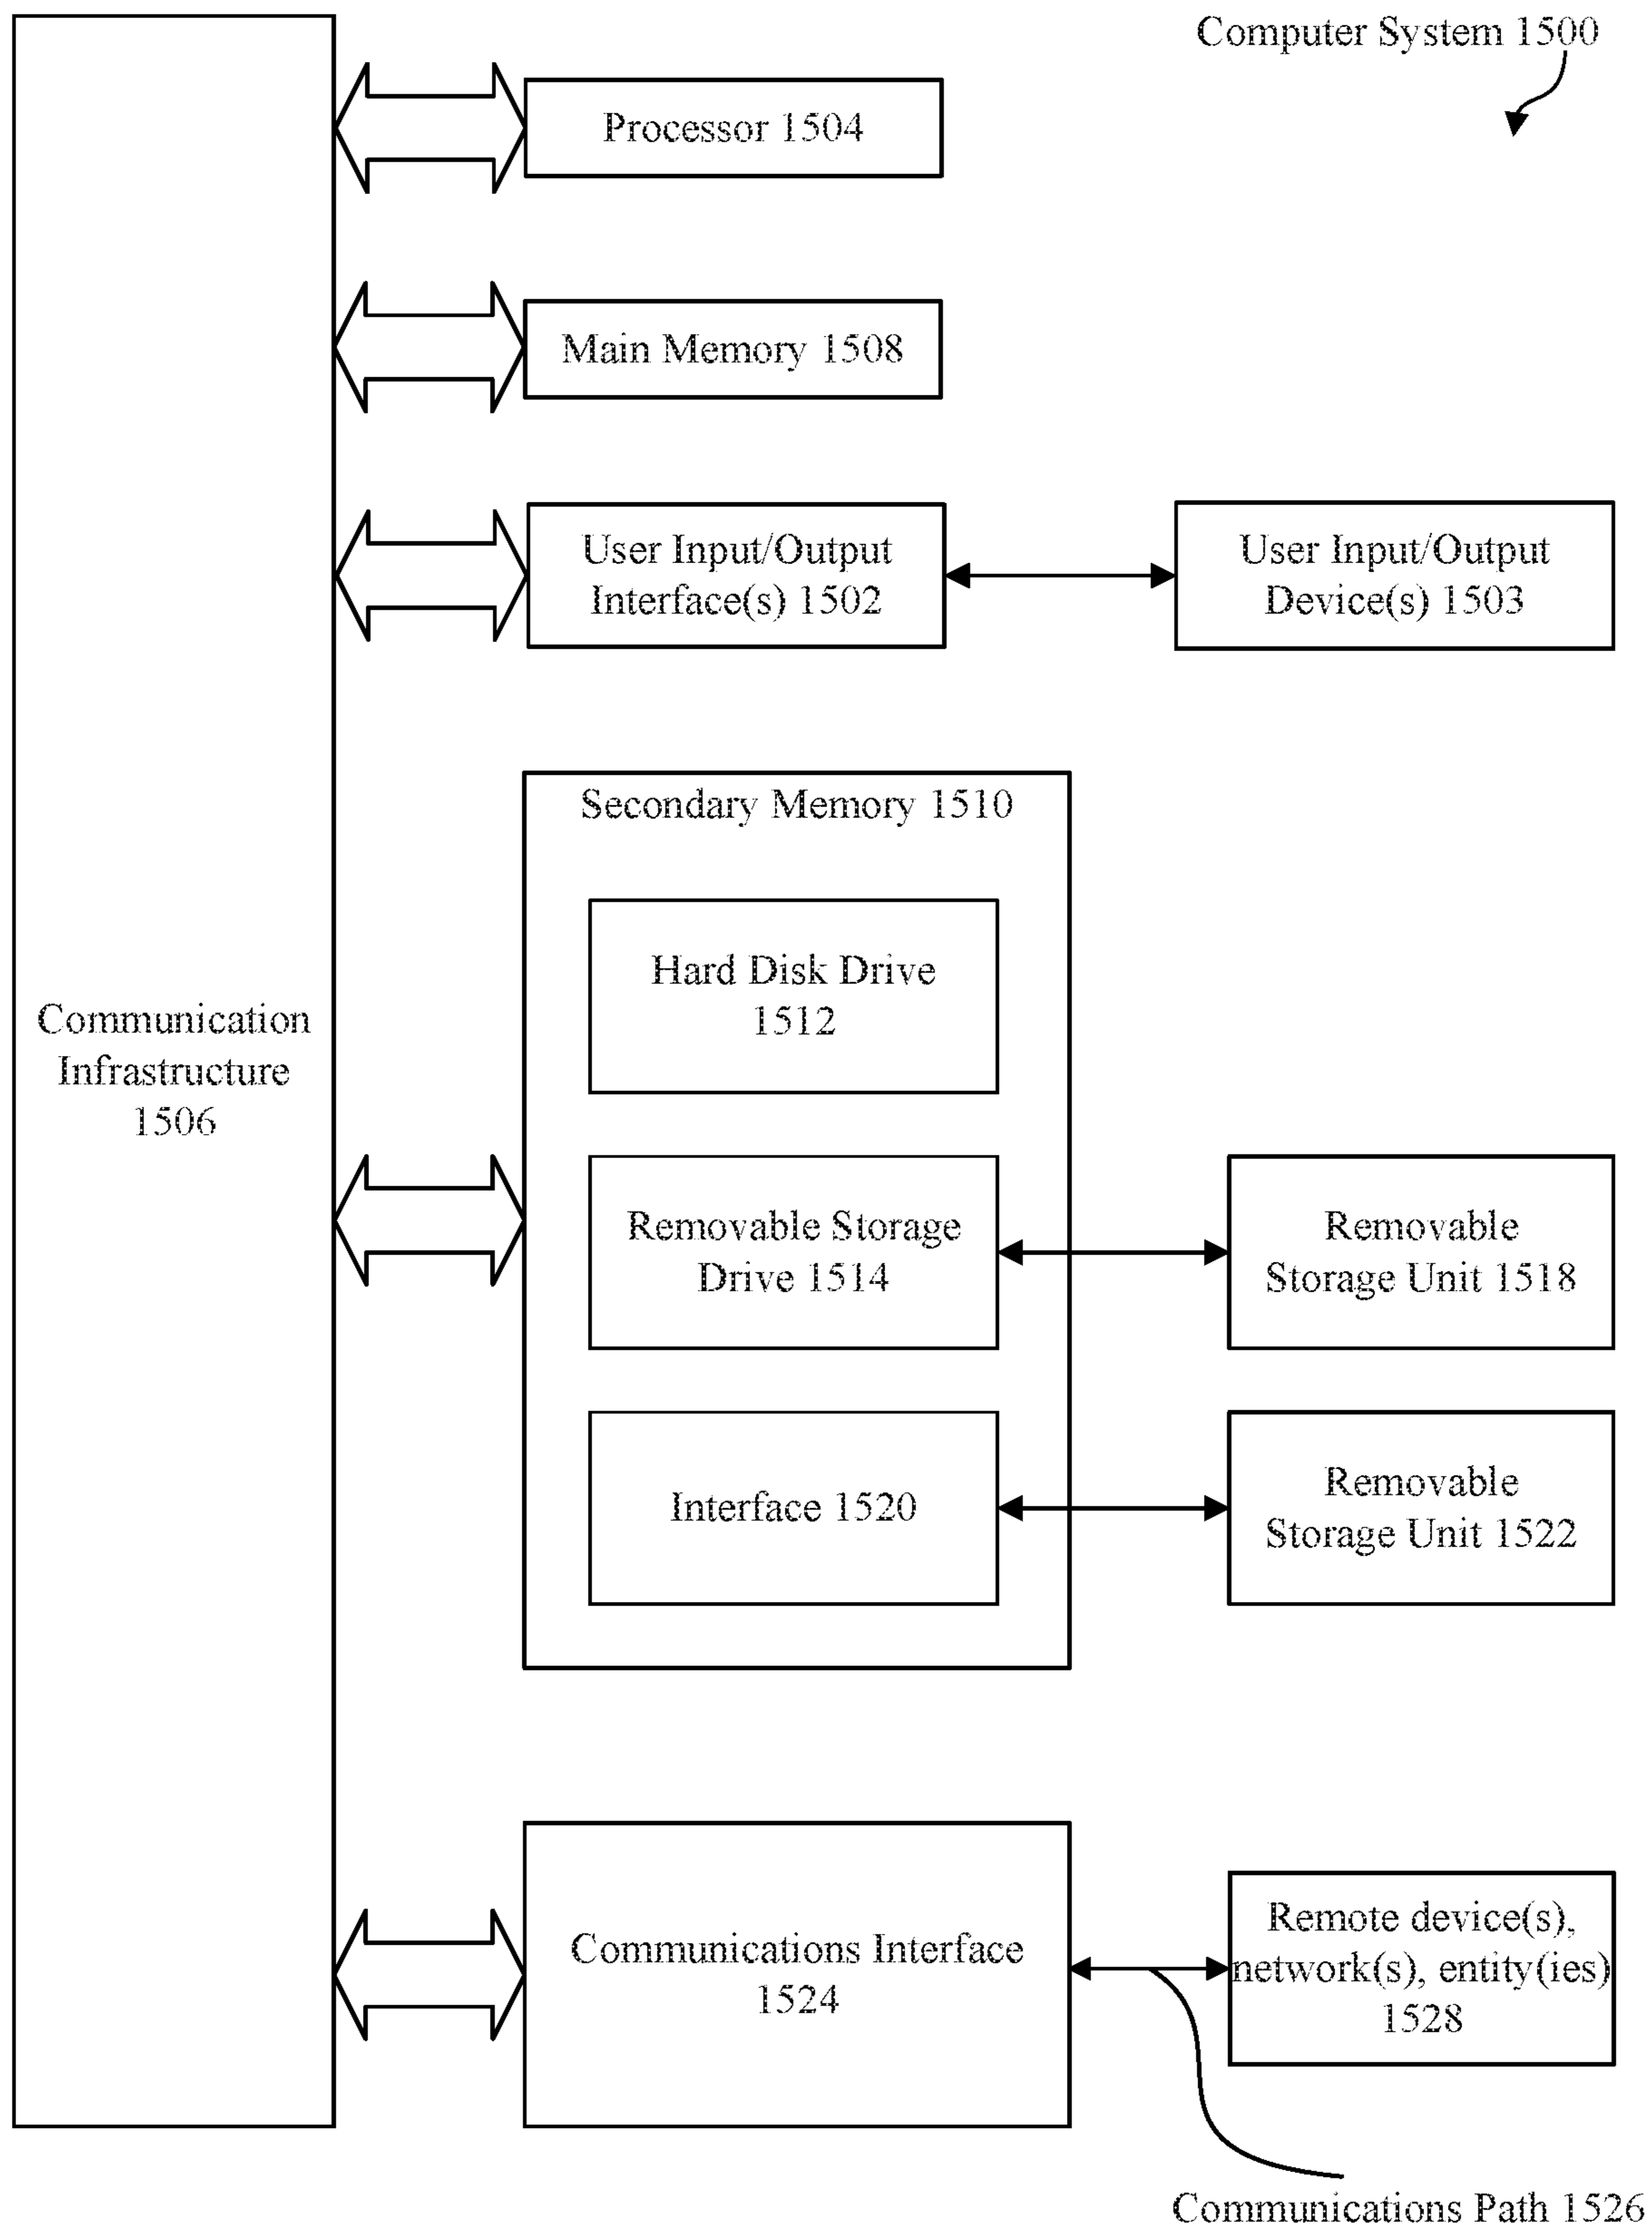 Computer System 1500
Processor 1504
Main Memory 1508
User Input/Output
Interface(s) 1502
User Input/Output
Device(s) 1503
Secondary Memory 1510
Hard Disk Drive
1512
Communication
Infrastructure
1506
Removable Storage
Drive 1514
Removable
Storage Unit 1518
Interface 1520
Removable
Storage Unit 1522
Communications Interface
1524
Remote device(s),
network(s), entity(ies)
1528
Communications Path 1526